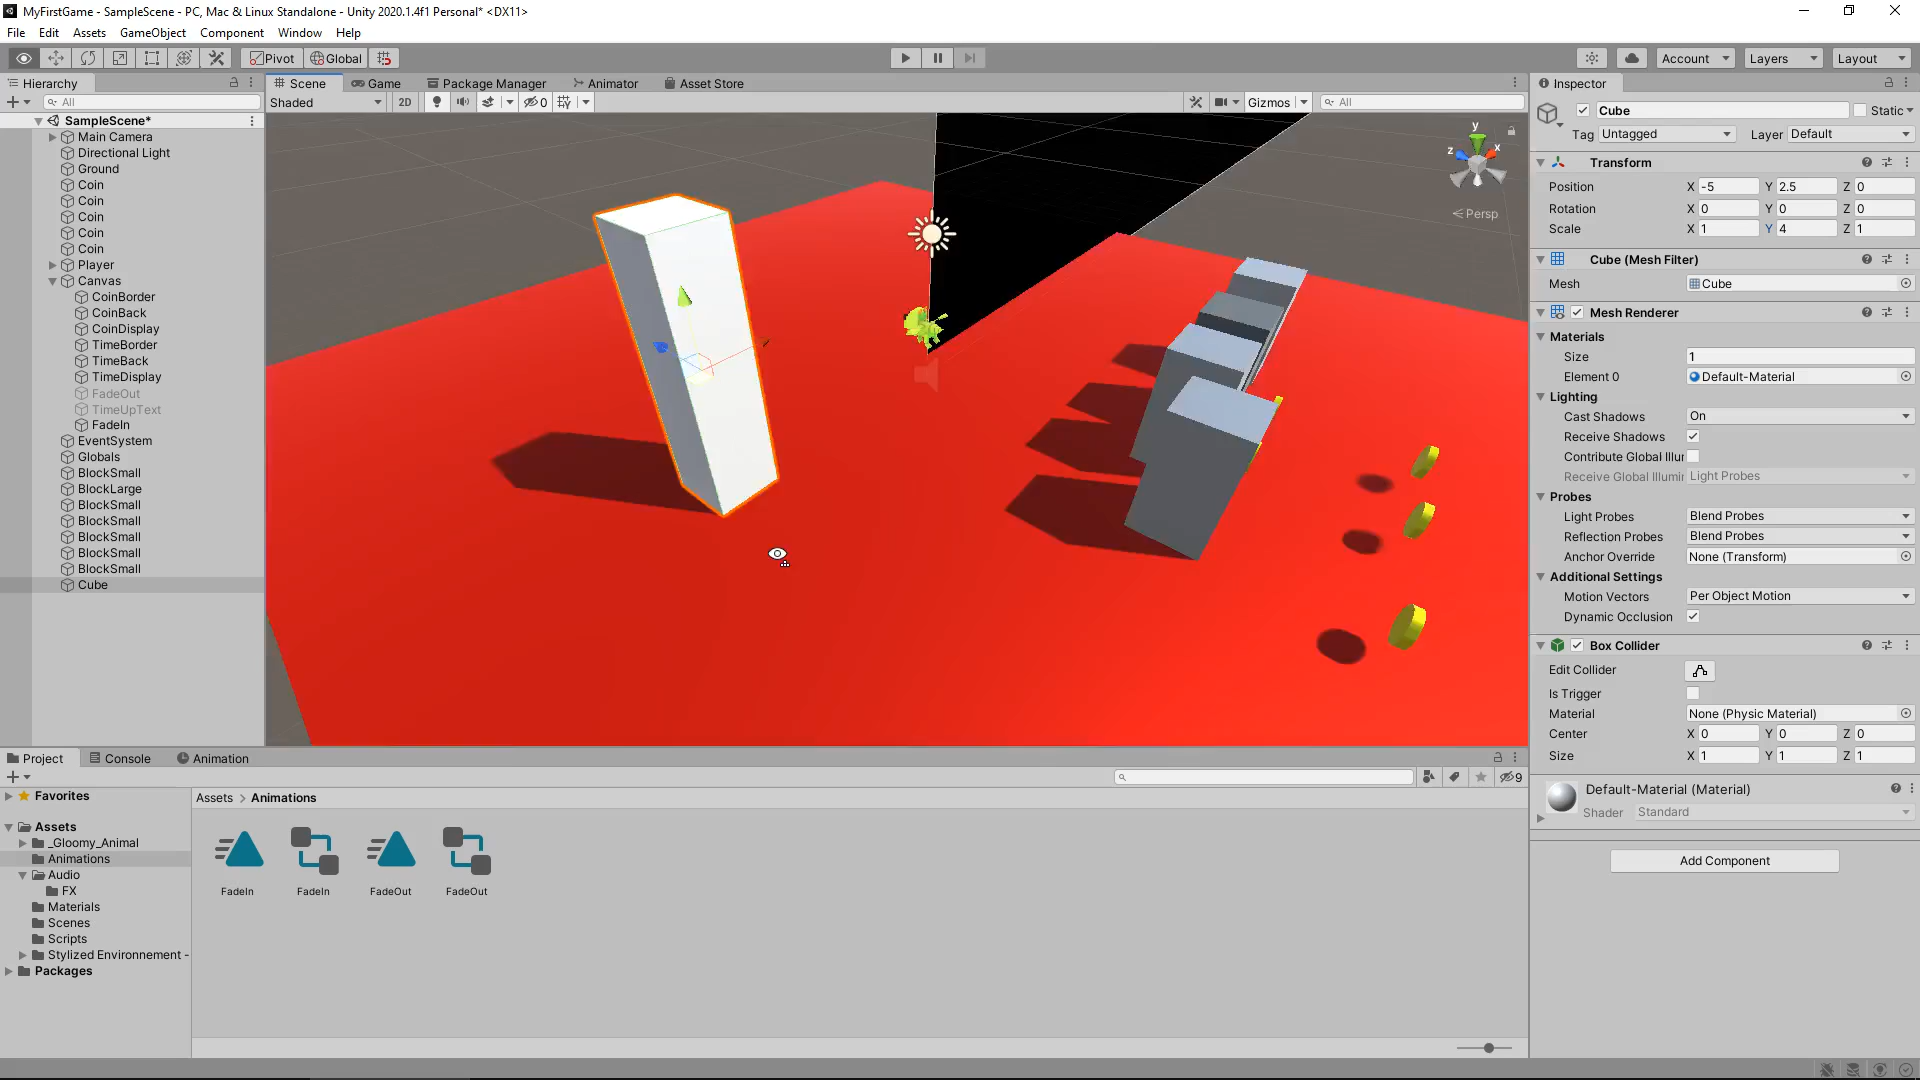 MyFirstGame - SampleScene - PC, Mac & Linux Standalone - Unity 2020.1.4f1 Personal* <DX11>
File Edit Assets GameObject Component Window Help
Pivot Global Account Layers Layout
Hierarchy
All
SampleScene*
Main Camera
Directional Light
Ground
Coin
Coin
Coin
Coin
Coin
Player
Canvas
CoinBorder
CoinBack
CoinDisplay
TimeBorder
TimeBack
TimeDisplay
FadeOut
TimeUpText
FadeIn
EventSystem
Globals
BlockSmall
BlockLarge
BlockSmall
BlockSmall
BlockSmall
BlockSmall
BlockSmall
Cube
Scene Game Package Manager Animator Asset Store
Shaded 2D 0 Gizmos All
y
z x
< Persp
Inspector
Cube Static
Tag Untagged Layer Default
Transform
Position X -5 Y 2.5 Z 0
Rotation X 0 Y 0 Z 0
Scale X 1 Y 4 Z 1
Cube (Mesh Filter)
Mesh Cube
Mesh Renderer
Materials
Size 1
Element 0 Default-Material
Lighting
Cast Shadows On
Receive Shadows
Contribute Global Illur
Receive Global Illumir Light Probes
Probes
Light Probes Blend Probes
Reflection Probes Blend Probes
Anchor Override None (Transform)
Additional Settings
Motion Vectors Per Object Motion
Dynamic Occlusion
Box Collider
Edit Collider
Is Trigger
Material None (Physic Material)
Center X 0 Y 0 Z 0
Size X 1 Y 1 Z 1
Default-Material (Material)
Shader Standard
Add Component
Project Console Animation
9
Favorites
Assets
_Gloomy_Animal
Animations
Audio
FX
Materials
Scenes
Scripts
Stylized Environnement -
Packages
Assets > Animations
FadeIn FadeIn FadeOut FadeOut